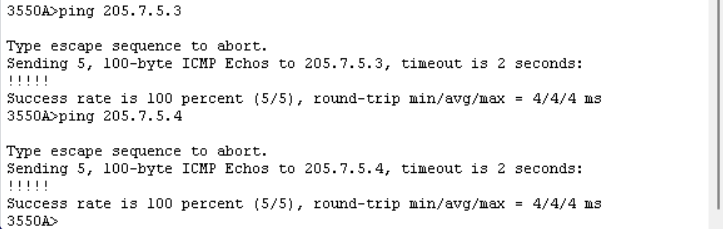 3550A>ping 205.7.5.3
Type escape sequence to abort.
Sending 5, 100-byte ICMP Echos to 205.7.5.3, timeout is 2 seconds:
!!!!!
Success rate is 100 percent (5/5), round-trip min/avg/max = 4/4/4 ms
3550A>ping 205.7.5.4
Type escape sequence to abort.
Sending 5, 100-byte ICMP Echos to 205.7.5.4, timeout is 2 seconds:
!!!!!
Success rate is 100 percent (5/5), round-trip min/avg/max = 4/4/4 ms
3550A>